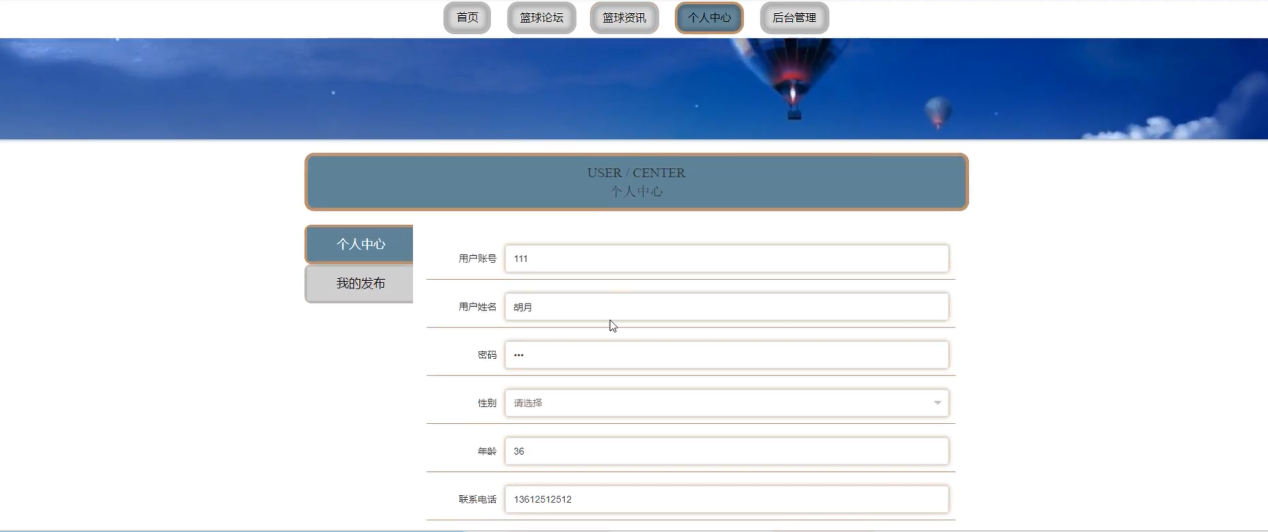 首页 篮球论坛 篮球资讯 个人中心 后台管理
USER / CENTER
个人中心
个人中心
我的发布
用户账号 111
用户姓名 胡月
密码 •••
性别 请选择
年龄 36
联系电话 13612512512